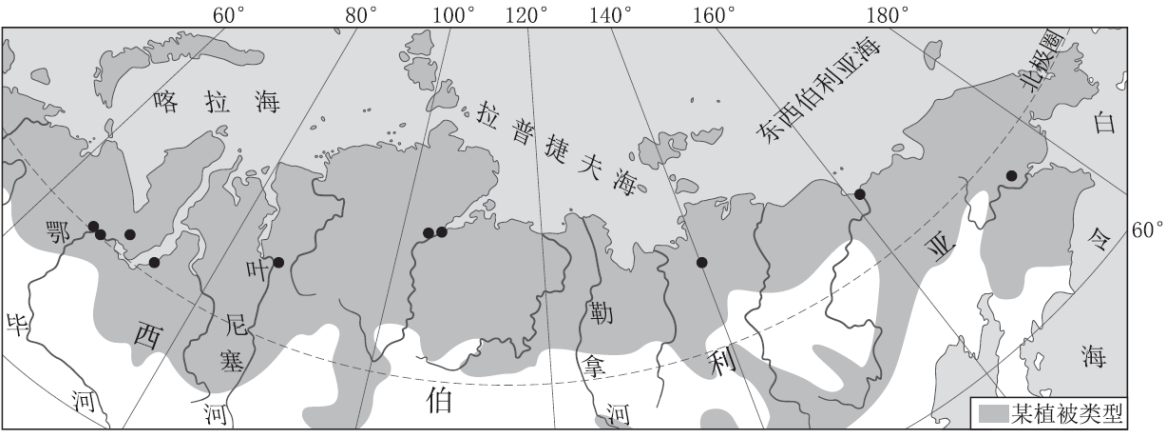 60° 80° 100° 120° 140° 160° 180°
喀拉海
拉普捷夫海
东西伯利亚海
北极圈
白令海
60°
鄂毕河
叶尼塞河
勒拿河
西伯利亚
某植被类型